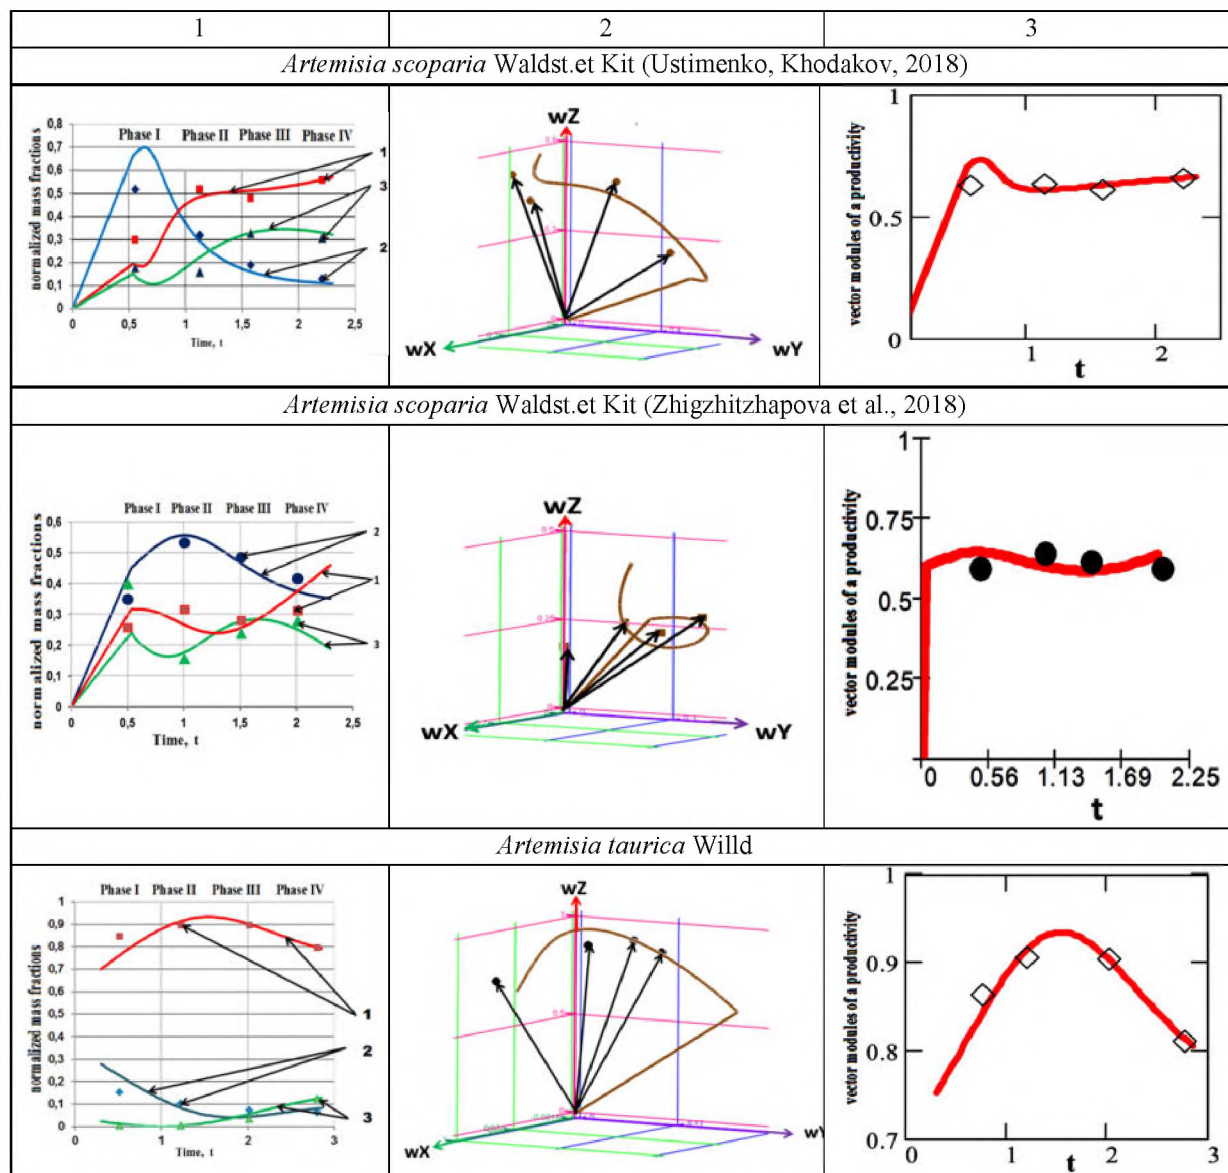 1 2 3
Artemisia scoparia Waldst.et Kit (Ustimenko, Khodakov, 2018)
normalized mass fractions
0,8
0,7
0,6
0,5
0,4
0,3
0,2
0,1
0
Phase I Phase II Phase III Phase IV
1
3
2
0 0,5 1 1,5 2 2,5
Time, t
wZ
wX
wY
vector modules of a productivity
1
0.5
0
1 2
t
Artemisia scoparia Waldst.et Kit (Zhigzhitzhapova et al., 2018)
normalized mass fractions
0,6
0,5
0,4
0,3
0,2
0,1
0
Phase I Phase II Phase III Phase IV
2
1
3
0 0,5 1 1,5 2 2,5
Time, t
wZ
0.25
wX
wY
vector modules of a productivity
1
0.75
0.5
0.25
0 0.56 1.13 1.69 2.25
t
Artemisia taurica Willd
normalized mass fractions
Phase I Phase II Phase III Phase IV
1
0,9
0,8
0,7
0,6
0,5
0,4
0,3
0,2
0,1
0
1
2
3
0 1 2 3
Time, t
wZ
wX
wY
vector modules of a productivity
1
0.9
0.8
0.7
0 1 2 3
t